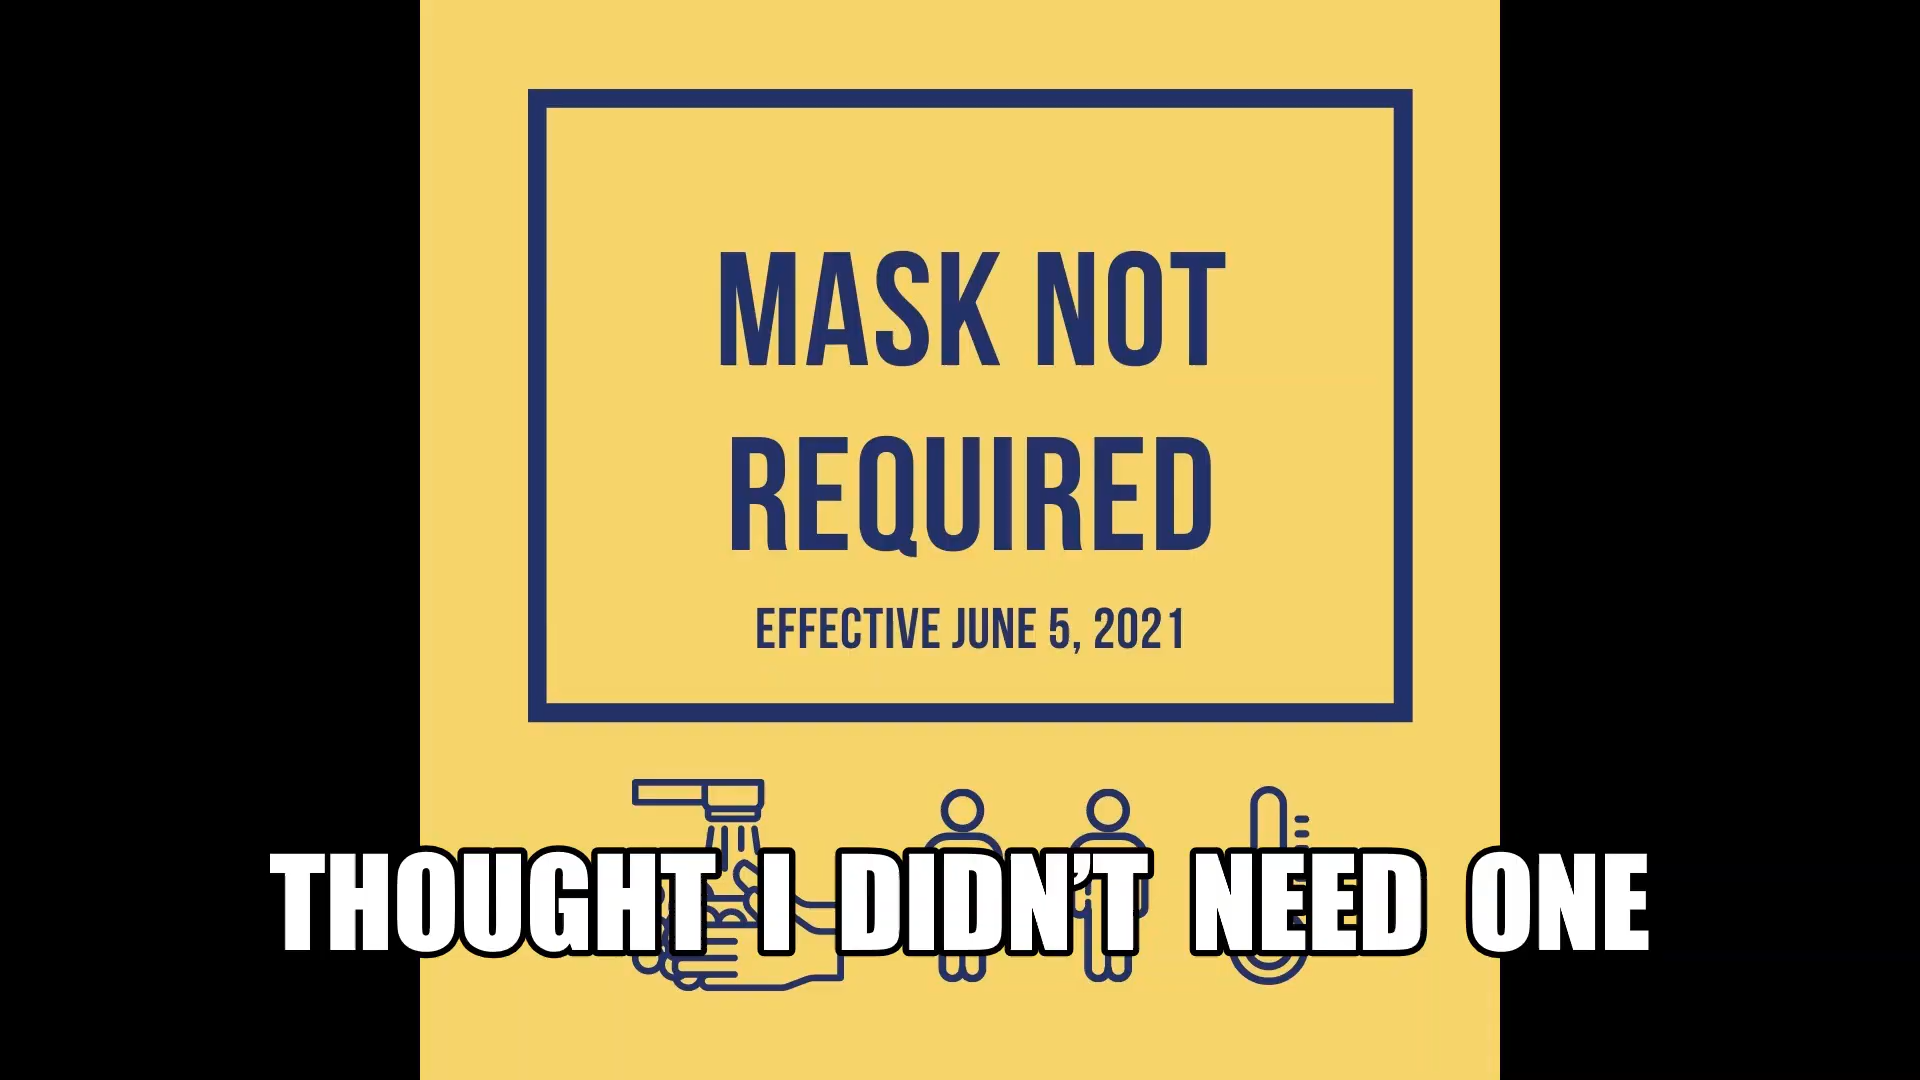 MASK NOT
REQUIRED
EFFECTIVE JUNE 5, 2021
THOUGHT I DIDN'T NEED ONE